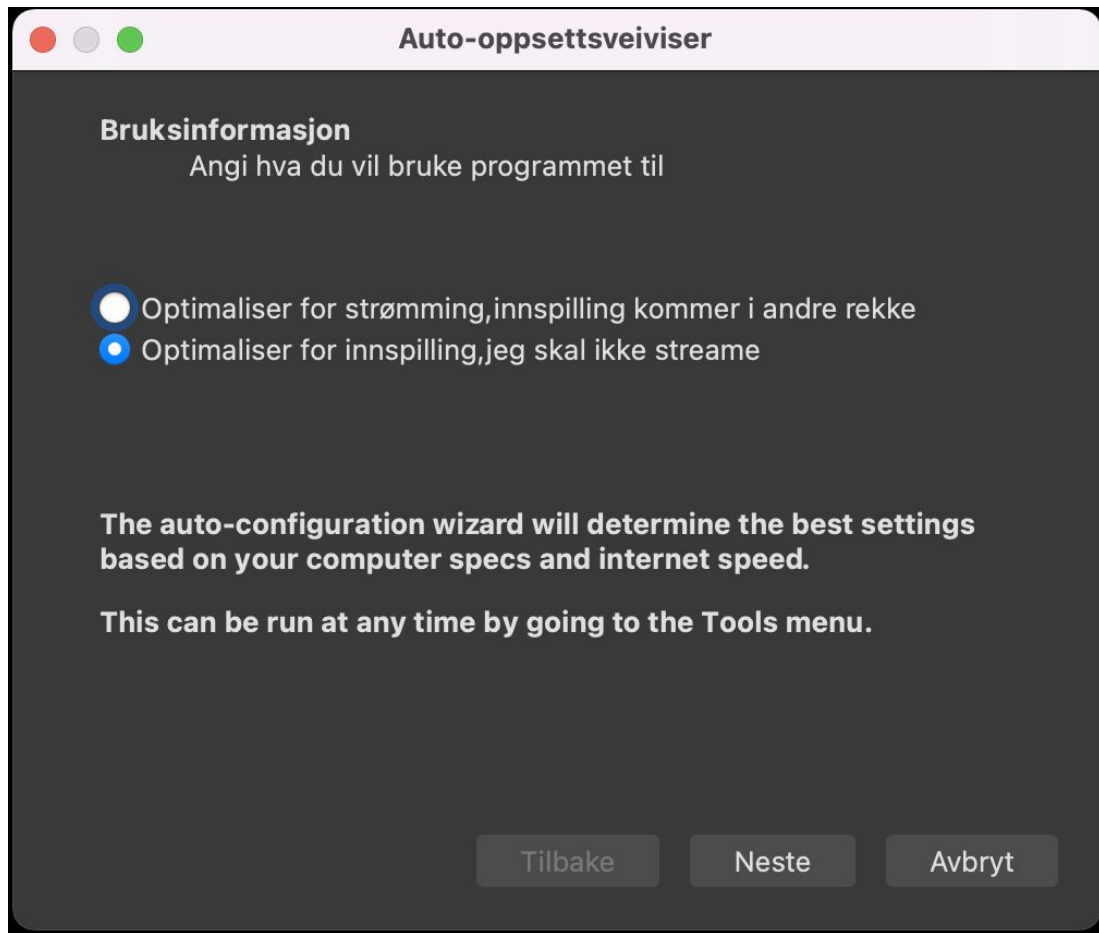 Auto-oppsettsveiviser
Bruksinformasjon
Angi hva du vil bruke programmet til
Optimaliser for strømming,innspilling kommer i andre rekke
Optimaliser for innspilling,jeg skal ikke streame
The auto-configuration wizard will determine the best settings
based on your computer specs and internet speed.
This can be run at any time by going to the Tools menu.
Tilbake
Neste
Avbryt